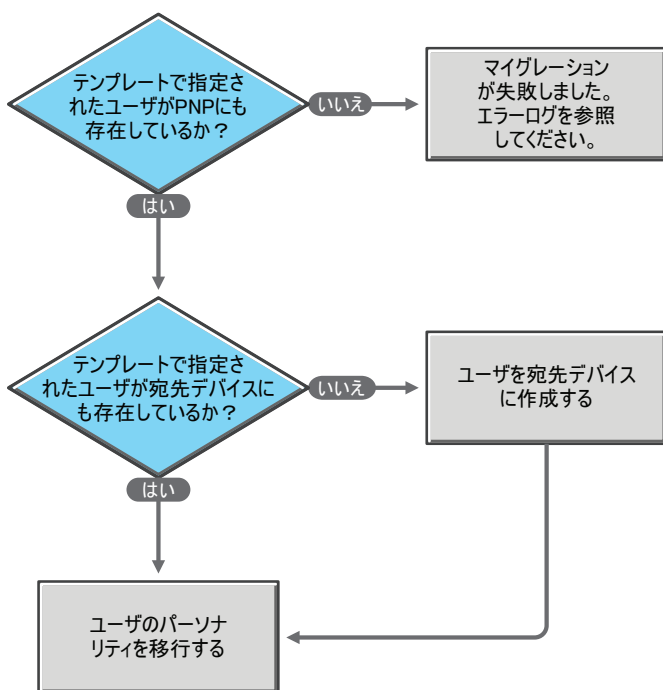 テンプレートで指定さ
れたユーザがPNPにも
存在しているか？
いいえ
マイグレーション
が失敗しました。
エラーログを参照
してください。
はい
テンプレートで指定さ
れたユーザが宛先デバイスに
も存在しているか？
いいえ
ユーザを宛先デバイス
に作成する
はい
ユーザのパーソナ
リティを移行する